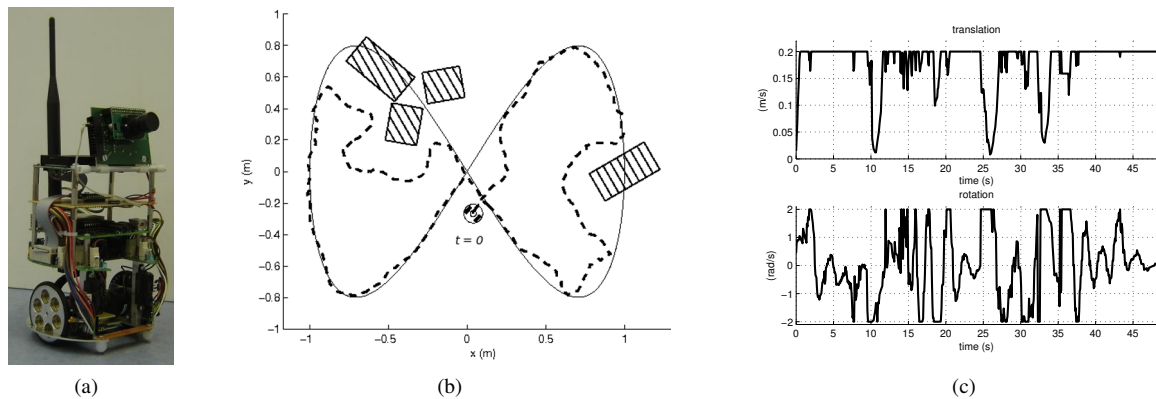 1
0.8
0.6
0.4
0.2
0
−0.2
−0.4
−0.6
−0.8
−1
y (m)
t = 0
−1 −0.5 0 0.5 1
x (m)
translation
0.2
0.15
0.1
0.05
0
(m/s)
0 5 10 15 20 25 30 35 40 45
time (s)
rotation
2
1
0
−1
−2
(rad/s)
0 5 10 15 20 25 30 35 40 45
time (s)
(a) (b) (c)